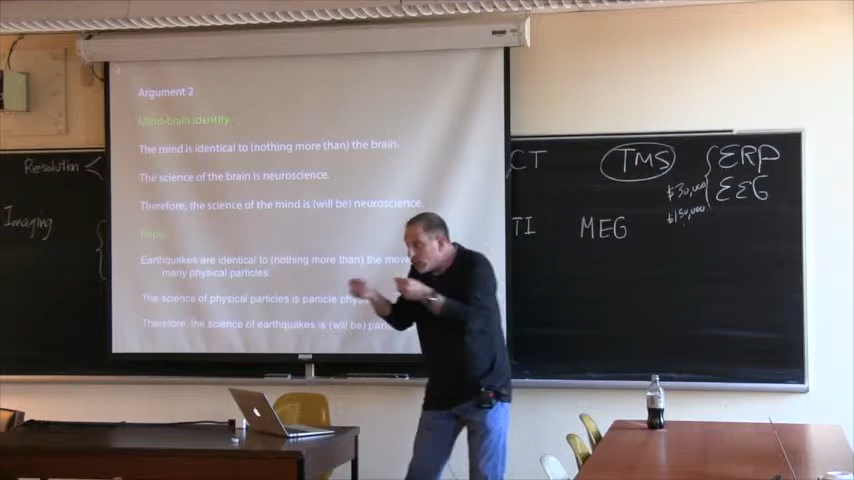 Argument 2
Mind-brain identity
The mind is identical to (nothing more than) the brain.
The science of the brain is neuroscience.
Therefore, the science of the mind is (will be) neuroscience.
Earthquakes are identical to (nothing more than) the
many physical particles.
The science of physical particles is particle
Therefore, the science of earthquakes is (will be)
Resolution
Imaging
CT
TMS
ERP
$30,000
EEG
$150,000
MEG